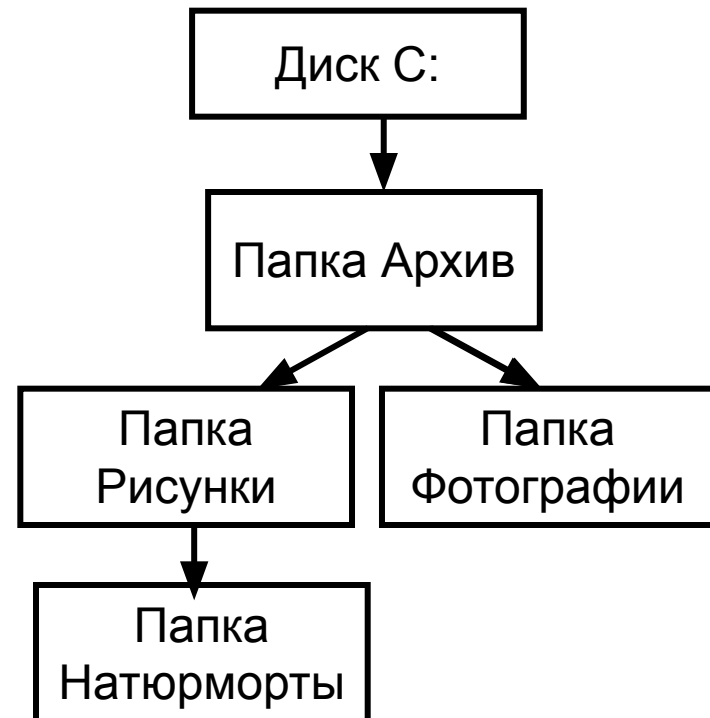 Диск С:
Папка Архив
Папка
Рисунки
Папка
Фотографии
Папка
Натюрморты